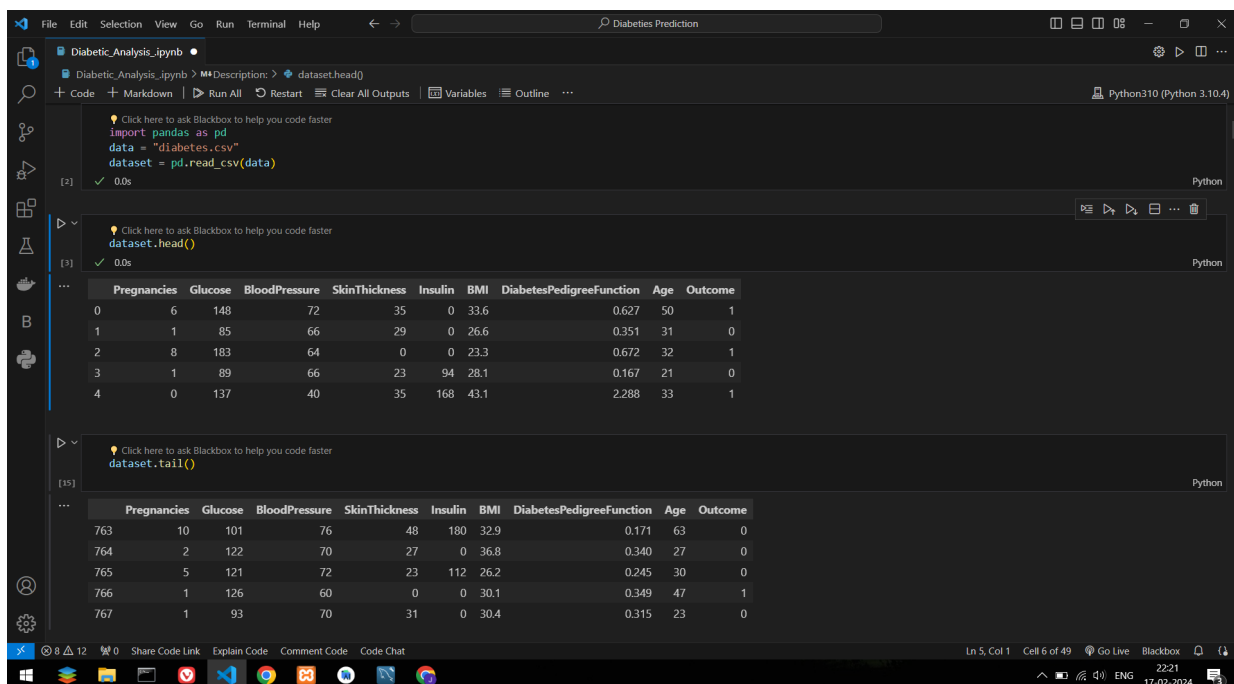 File Edit Selection View Go Run Terminal Help
Diabeties Prediction
Diabetic_Analysis_.ipynb
Diabetic_Analysis_.ipynb > M↓Description: > dataset.head()
+ Code + Markdown | Run All Restart Clear All Outputs | Variables Outline ...
Python310 (Python 3.10.4)
Click here to ask Blackbox to help you code faster
import pandas as pd
data = "diabetes.csv"
dataset = pd.read_csv(data)
[2] ✓ 0.0s Python
Click here to ask Blackbox to help you code faster
dataset.head()
[3] ✓ 0.0s Python
Pregnancies Glucose BloodPressure SkinThickness Insulin BMI DiabetesPedigreeFunction Age Outcome
0 6 148 72 35 0 33.6 0.627 50 1
1 1 85 66 29 0 26.6 0.351 31 0
2 8 183 64 0 0 23.3 0.672 32 1
3 1 89 66 23 94 28.1 0.167 21 0
4 0 137 40 35 168 43.1 2.288 33 1
Click here to ask Blackbox to help you code faster
dataset.tail()
[15] Python
Pregnancies Glucose BloodPressure SkinThickness Insulin BMI DiabetesPedigreeFunction Age Outcome
763 10 101 76 48 180 32.9 0.171 63 0
764 2 122 70 27 0 36.8 0.340 27 0
765 5 121 72 23 112 26.2 0.245 30 0
766 1 126 60 0 0 30.1 0.349 47 1
767 1 93 70 31 0 30.4 0.315 23 0
8 12 0 Share Code Link Explain Code Comment Code Code Chat
Ln 5, Col 1 Cell 6 of 49 Go Live Blackbox
ENG 22:21
17-02-2024